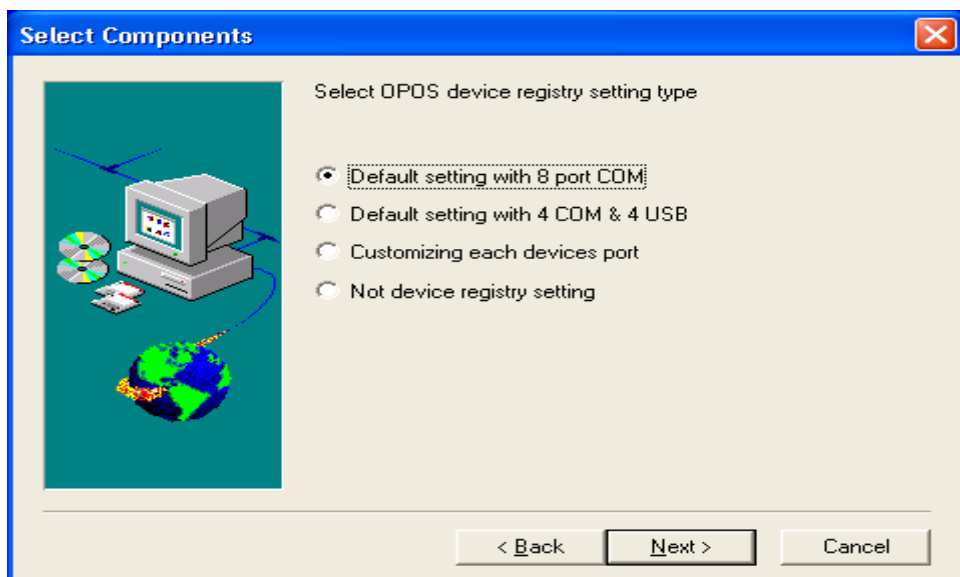 Select Components
Select OPOS device registry setting type
Default setting with 8 port COM
Default setting with 4 COM & 4 USB
Customizing each devices port
Not device registry setting
< Back
Next >
Cancel